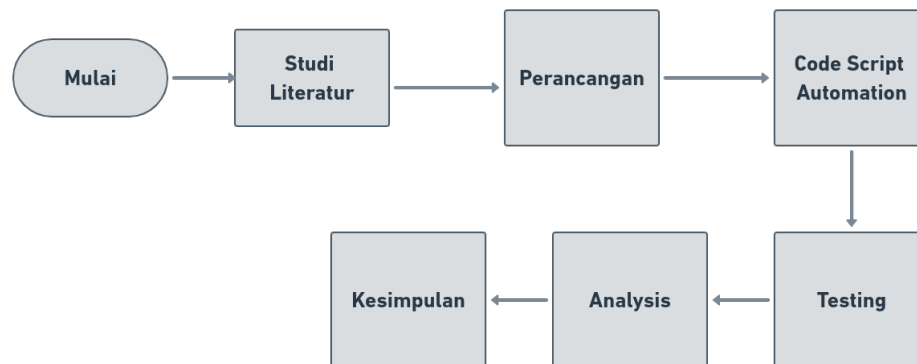 Mulai
Studi
Literatur
Perancangan
Code Script
Automation
Testing
Analysis
Kesimpulan